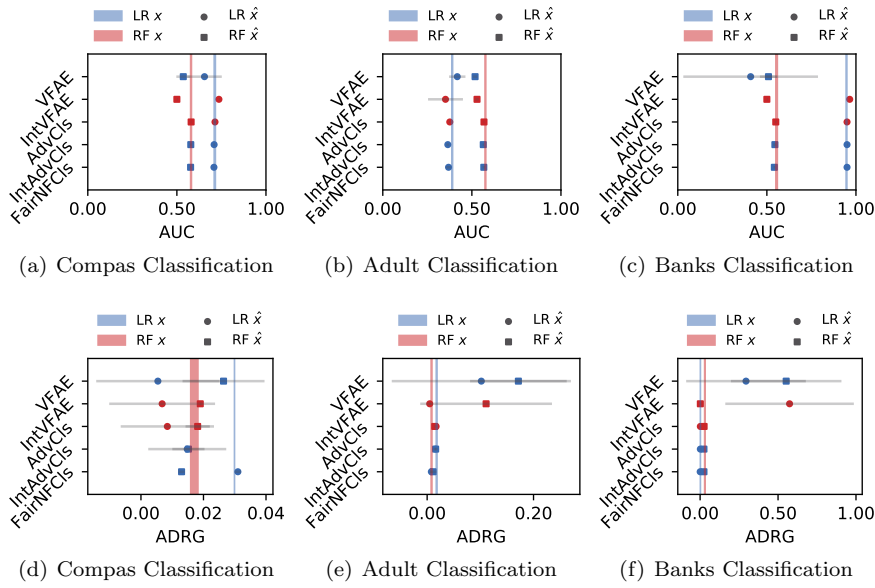 LR x LR x̂
RF x RF x̂
VFAE
IntVFAE
AdvCls
IntAdvCls
FairNFCls
0.00 0.50 1.00
AUC
(a) Compas Classification
LR x LR x̂
RF x RF x̂
VFAE
IntVFAE
AdvCls
IntAdvCls
FairNFCls
0.00 0.50 1.00
AUC
(b) Adult Classification
LR x LR x̂
RF x RF x̂
VFAE
IntVFAE
AdvCls
IntAdvCls
FairNFCls
0.00 0.50 1.00
AUC
(c) Banks Classification
LR x LR x̂
RF x RF x̂
VFAE
IntVFAE
AdvCls
IntAdvCls
FairNFCls
0.00 0.02 0.04
ADRG
(d) Compas Classification
LR x LR x̂
RF x RF x̂
VFAE
IntVFAE
AdvCls
IntAdvCls
FairNFCls
0.00 0.20
ADRG
(e) Adult Classification
LR x LR x̂
RF x RF x̂
VFAE
IntVFAE
AdvCls
IntAdvCls
FairNFCls
0.00 0.50 1.00
ADRG
(f) Banks Classification